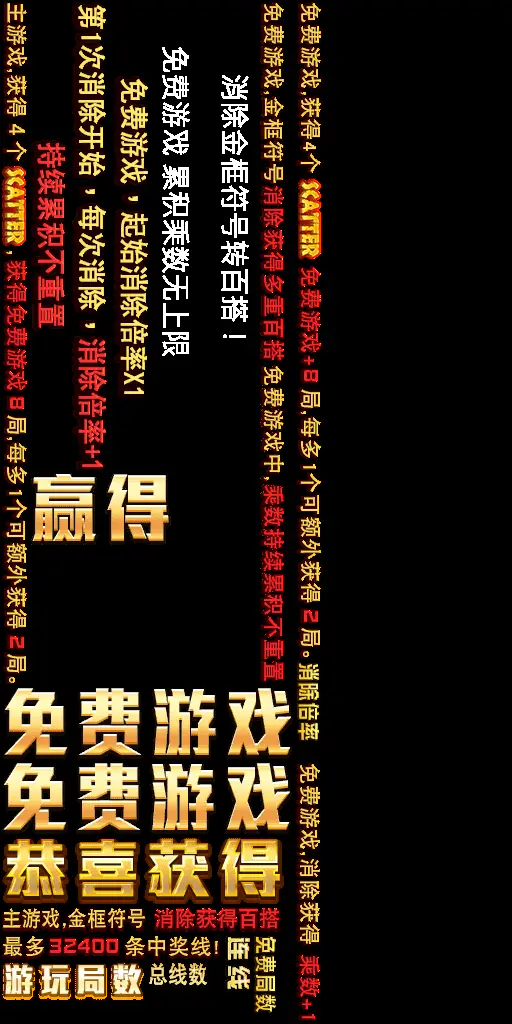 主游戏,获得 4 个 SCATTER,获得免费游戏 8 局,每多1个可额外获得 2 局。
持续累积不重置
第1次消除开始，每次消除，消除倍率+1
免费游戏，起始消除倍率X1
免费游戏 累积乘数无上限
消除金框符号转百搭！
免费游戏,金框符号消除获得多重百搭 免费游戏中,乘数持续累积不重置
免费游戏,获得4个 SCATTER 免费游戏+8 局,每多1个可额外获得 2 局。
消除倍率
免费游戏,消除获得 乘数+1
赢得
免费游戏
免费游戏
恭喜获得
主游戏,金框符号 消除获得百搭
最多 32400 条中奖线!
连线
免费局数
游玩局数
总线数